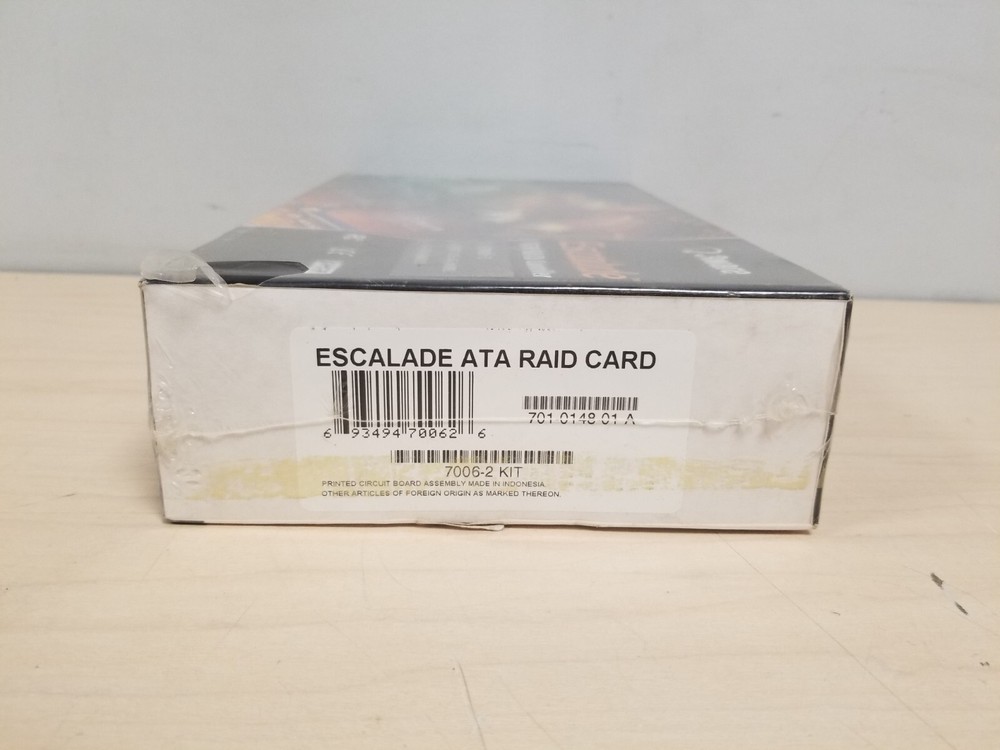 ESCALADE ATA RAID CARD
701 0148 01 A
6 93494 70062 6
7006-2 KIT
PRINTED CIRCUIT BOARD ASSEMBLY MADE IN INDONESIA.
OTHER ARTICLES OF FOREIGN ORIGIN AS MARKED THEREON.